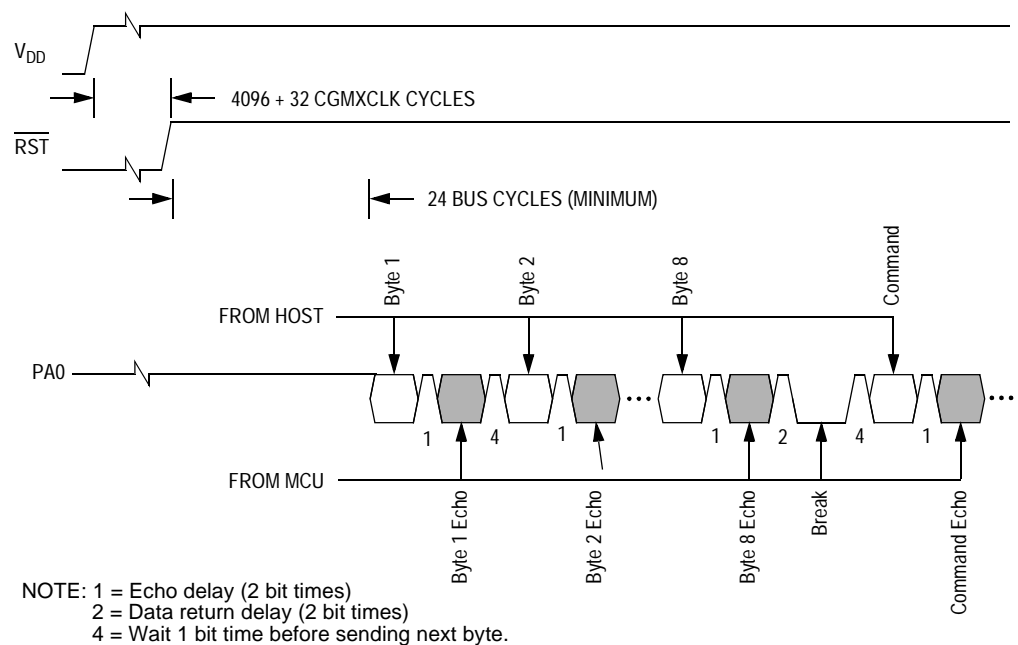 VDD
4096 + 32 CGMXCLK CYCLES
RST
24 BUS CYCLES (MINIMUM)
Byte 1
Byte 2
Byte 8
Command
FROM HOST
PA0
1
4
1
1
2
4
1
FROM MCU
Byte 1 Echo
Byte 2 Echo
Byte 8 Echo
Break
Command Echo
NOTE: 1 = Echo delay (2 bit times)
2 = Data return delay (2 bit times)
4 = Wait 1 bit time before sending next byte.